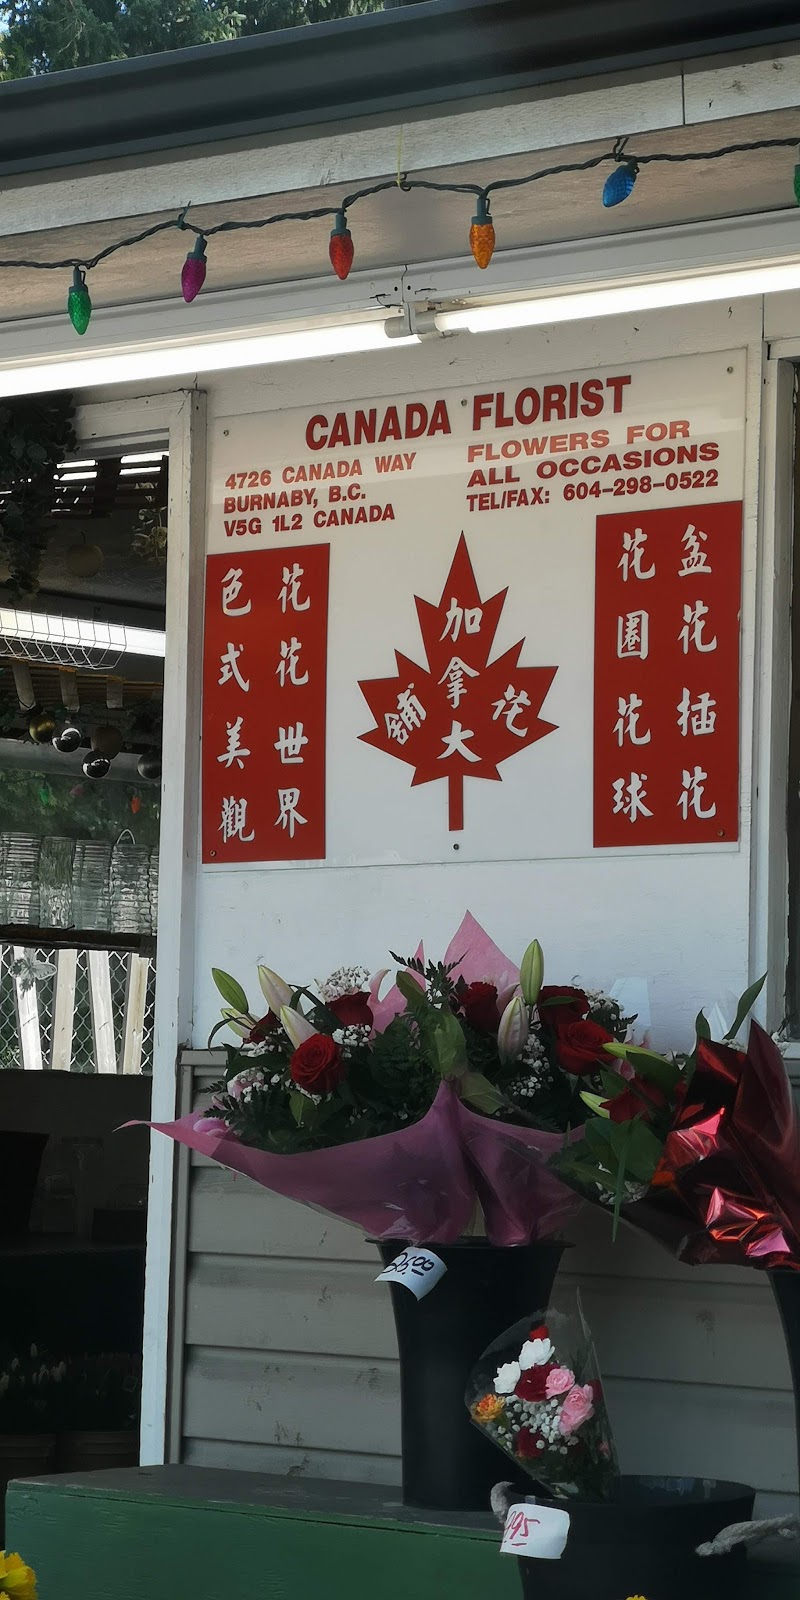 CANADA FLORIST
4726 CANADA WAY
BURNABY, B.C.
V5G 1L2 CANADA
FLOWERS FOR
ALL OCCASIONS
TEL/FAX: 604-298-0522
盆花插花
花圈花球
加拿大
花
舖
花花世界
色式美觀